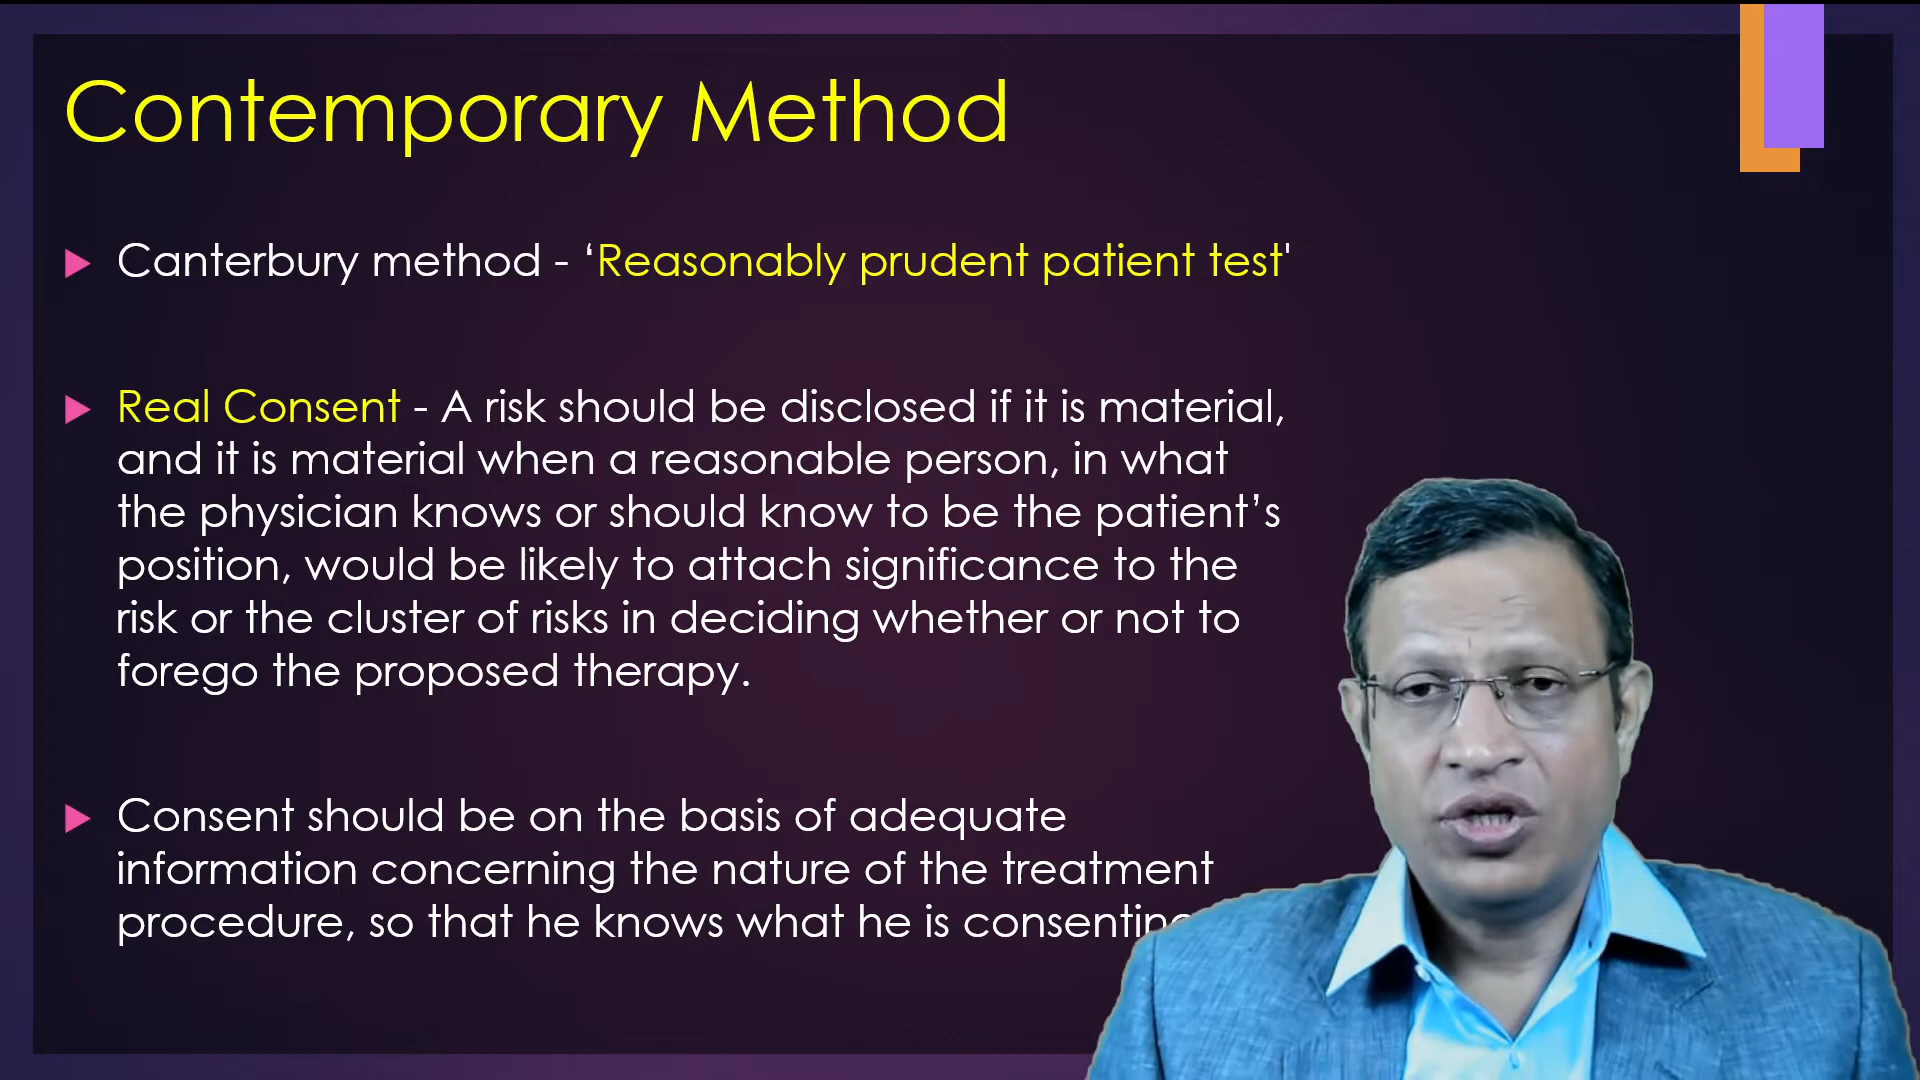 Contemporary Method
Canterbury method - ‘Reasonably prudent patient test'
Real Consent - A risk should be disclosed if it is material,
and it is material when a reasonable person, in what
the physician knows or should know to be the patient’s
position, would be likely to attach significance to the
risk or the cluster of risks in deciding whether or not to
forego the proposed therapy.
Consent should be on the basis of adequate
information concerning the nature of the treatment
procedure, so that he knows what he is consenting